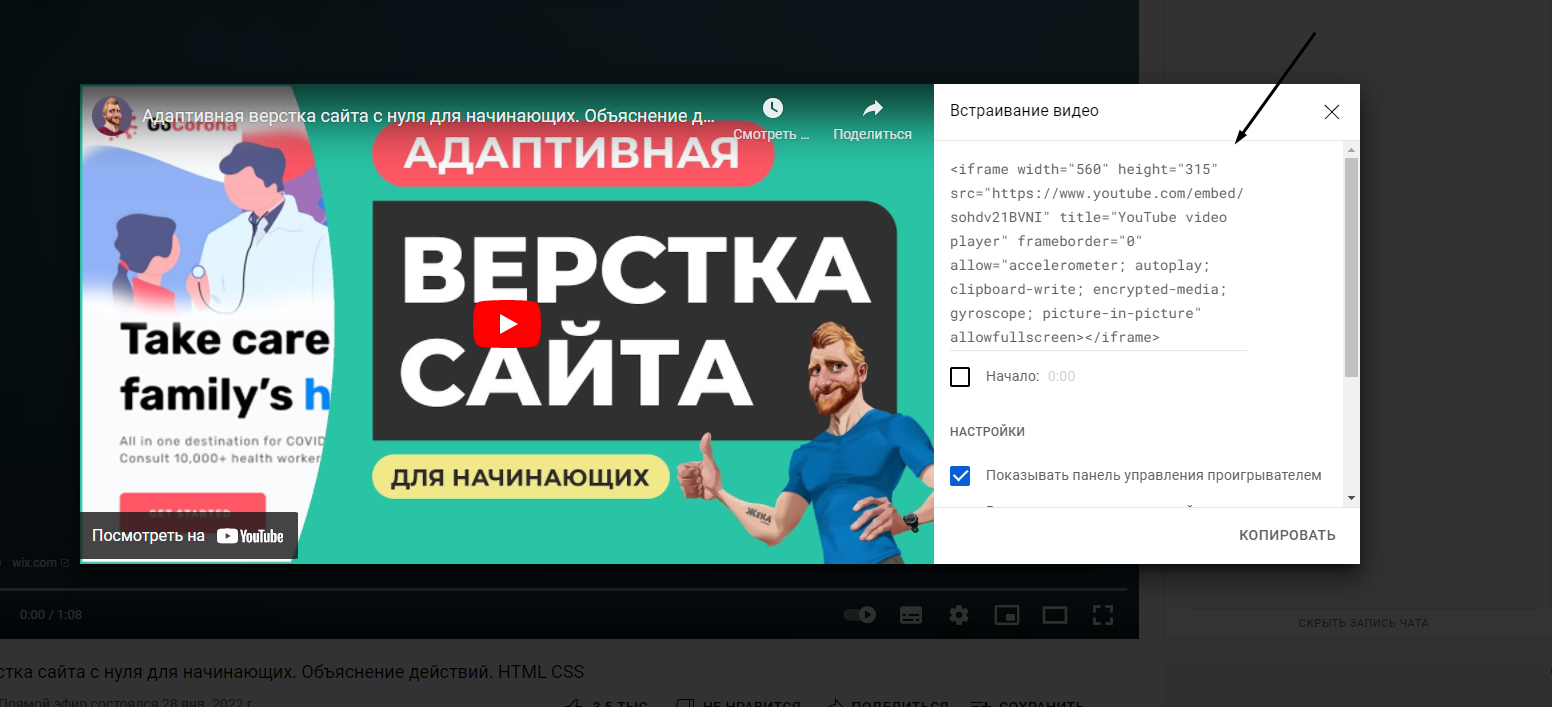 Адаптивная верстка сайта с нуля для начинающих. Объяснение д...
Смотреть ...
Поделиться
GoCorona
АДАПТИВНАЯ
ВЕРСТКА
САЙТА
ДЛЯ НАЧИНАЮЩИХ
Take care
family's h
All in one destination for COVID
Consult 10,000+ health worker
GET STARTED
ЖЕКА
Посмотреть на YouTube
Встраивание видео
<iframe width="560" height="315"
src="https://www.youtube.com/embed/
sohdv21BVNI" title="YouTube video
player" frameborder="0"
allow="accelerometer; autoplay;
clipboard-write; encrypted-media;
gyroscope; picture-in-picture"
allowfullscreen></iframe>
Начало: 0:00
НАСТРОЙКИ
Показывать панель управления проигрывателем
КОПИРОВАТЬ
wix.com
0:00 / 1:08
СКРЫТЬ ЗАПИСЬ ЧАТА
стка сайта с нуля для начинающих. Объяснение действий. HTML CSS
Прямой эфир состоялся 28 янв. 2022 г.
3,5 ТЫС.
НЕ НРАВИТСЯ
ПОДЕЛИТЬСЯ
СОХРАНИТЬ